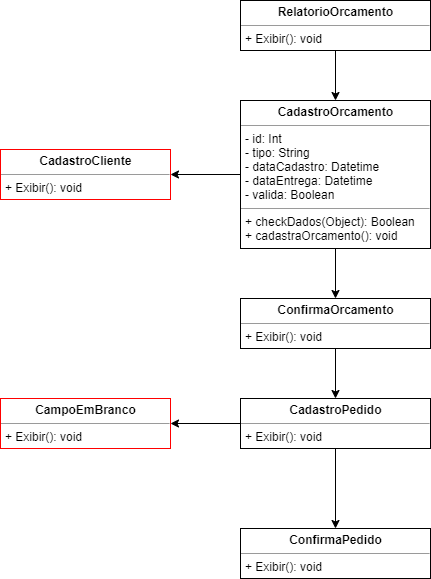 RelatorioOrcamento
+ Exibir(): void
CadastroOrcamento
- id: Int
- tipo: String
- dataCadastro: Datetime
- dataEntrega: Datetime
- valida: Boolean
+ checkDados(Object): Boolean
+ cadastraOrcamento(): void
CadastroCliente
+ Exibir(): void
ConfirmaOrcamento
+ Exibir(): void
CadastroPedido
+ Exibir(): void
CampoEmBranco
+ Exibir(): void
ConfirmaPedido
+ Exibir(): void